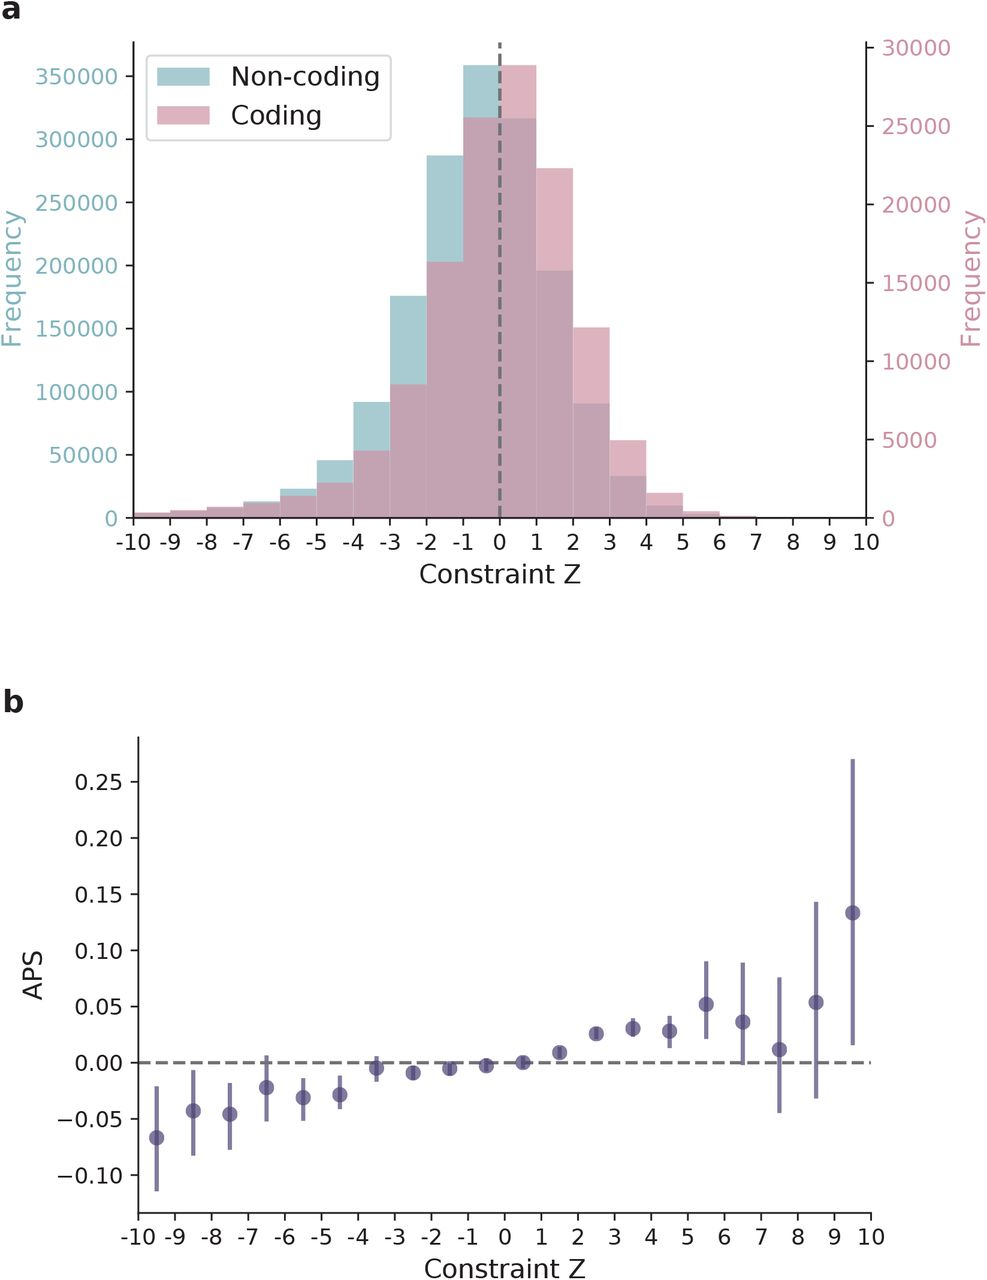 a
Non-coding
Coding
Frequency
350000
300000
250000
200000
150000
100000
50000
0
30000
25000
20000
15000
10000
5000
0
Frequency
-10 -9 -8 -7 -6 -5 -4 -3 -2 -1 0 1 2 3 4 5 6 7 8 9 10
Constraint Z
b
APS
0.25
0.20
0.15
0.10
0.05
0.00
−0.05
−0.10
-10 -9 -8 -7 -6 -5 -4 -3 -2 -1 0 1 2 3 4 5 6 7 8 9 10
Constraint Z